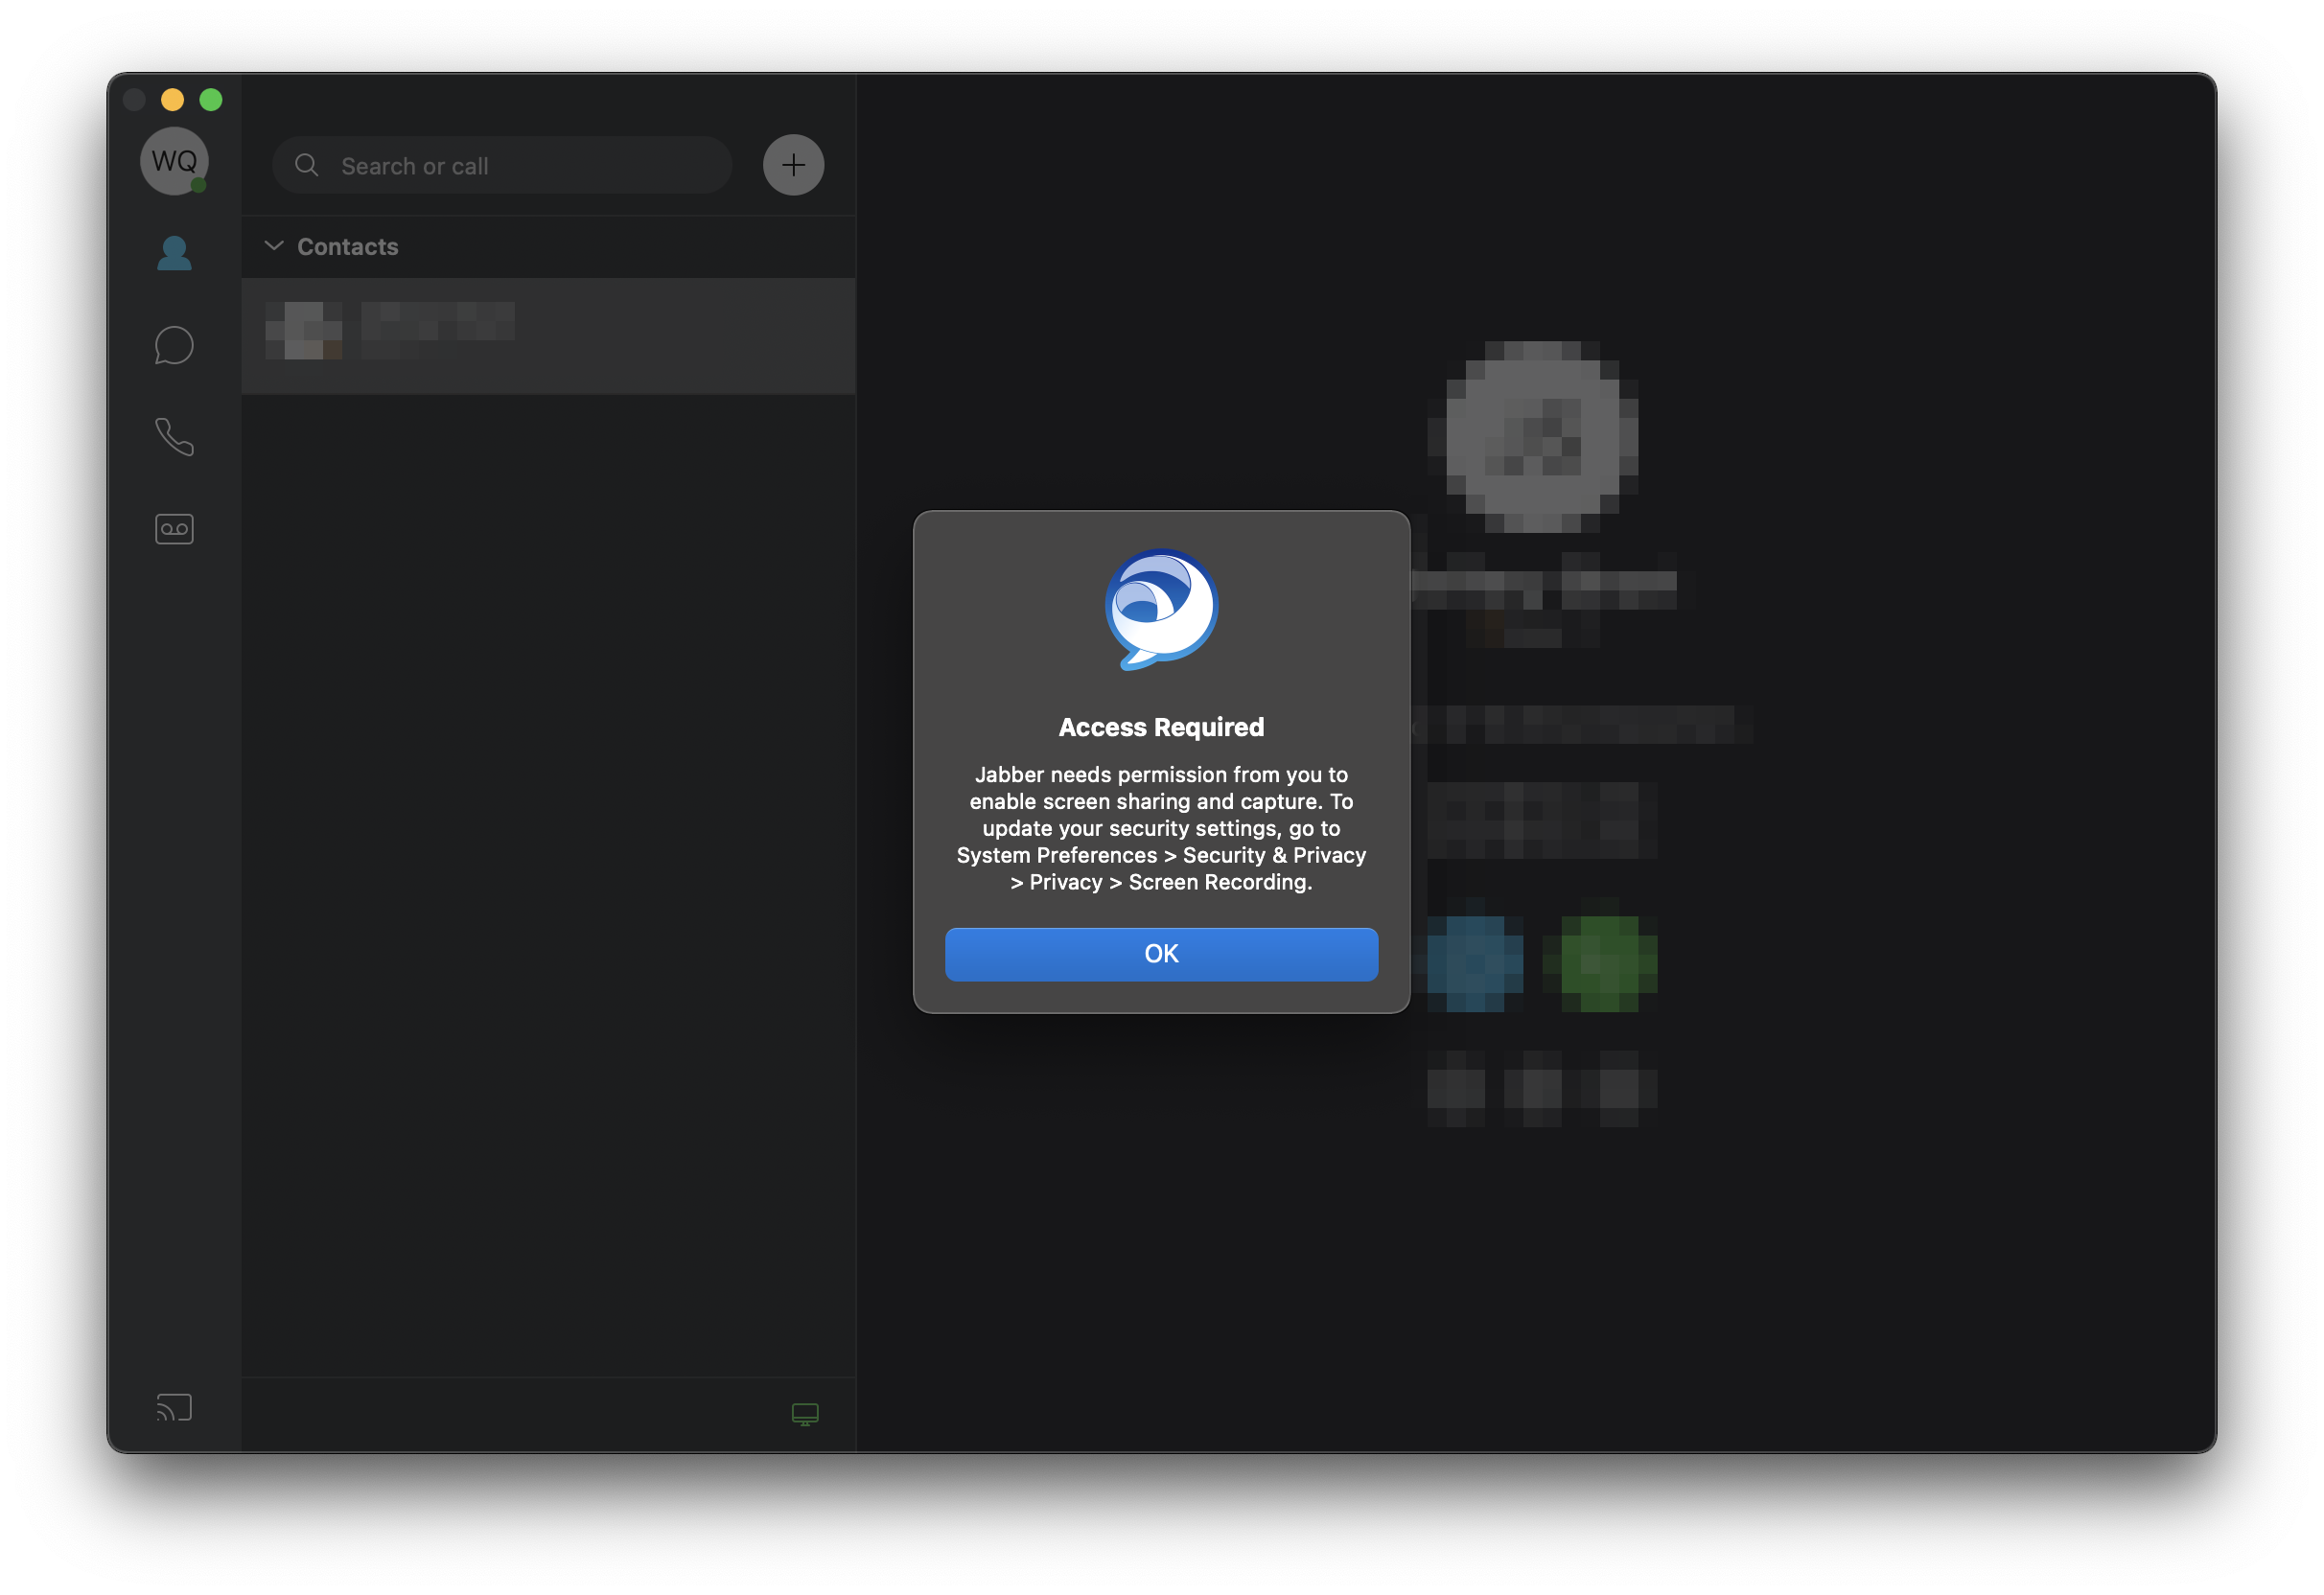 WQ
Search or call
Contacts
Access Required
Jabber needs permission from you to
enable screen sharing and capture. To
update your security settings, go to
System Preferences > Security & Privacy
> Privacy > Screen Recording.
OK